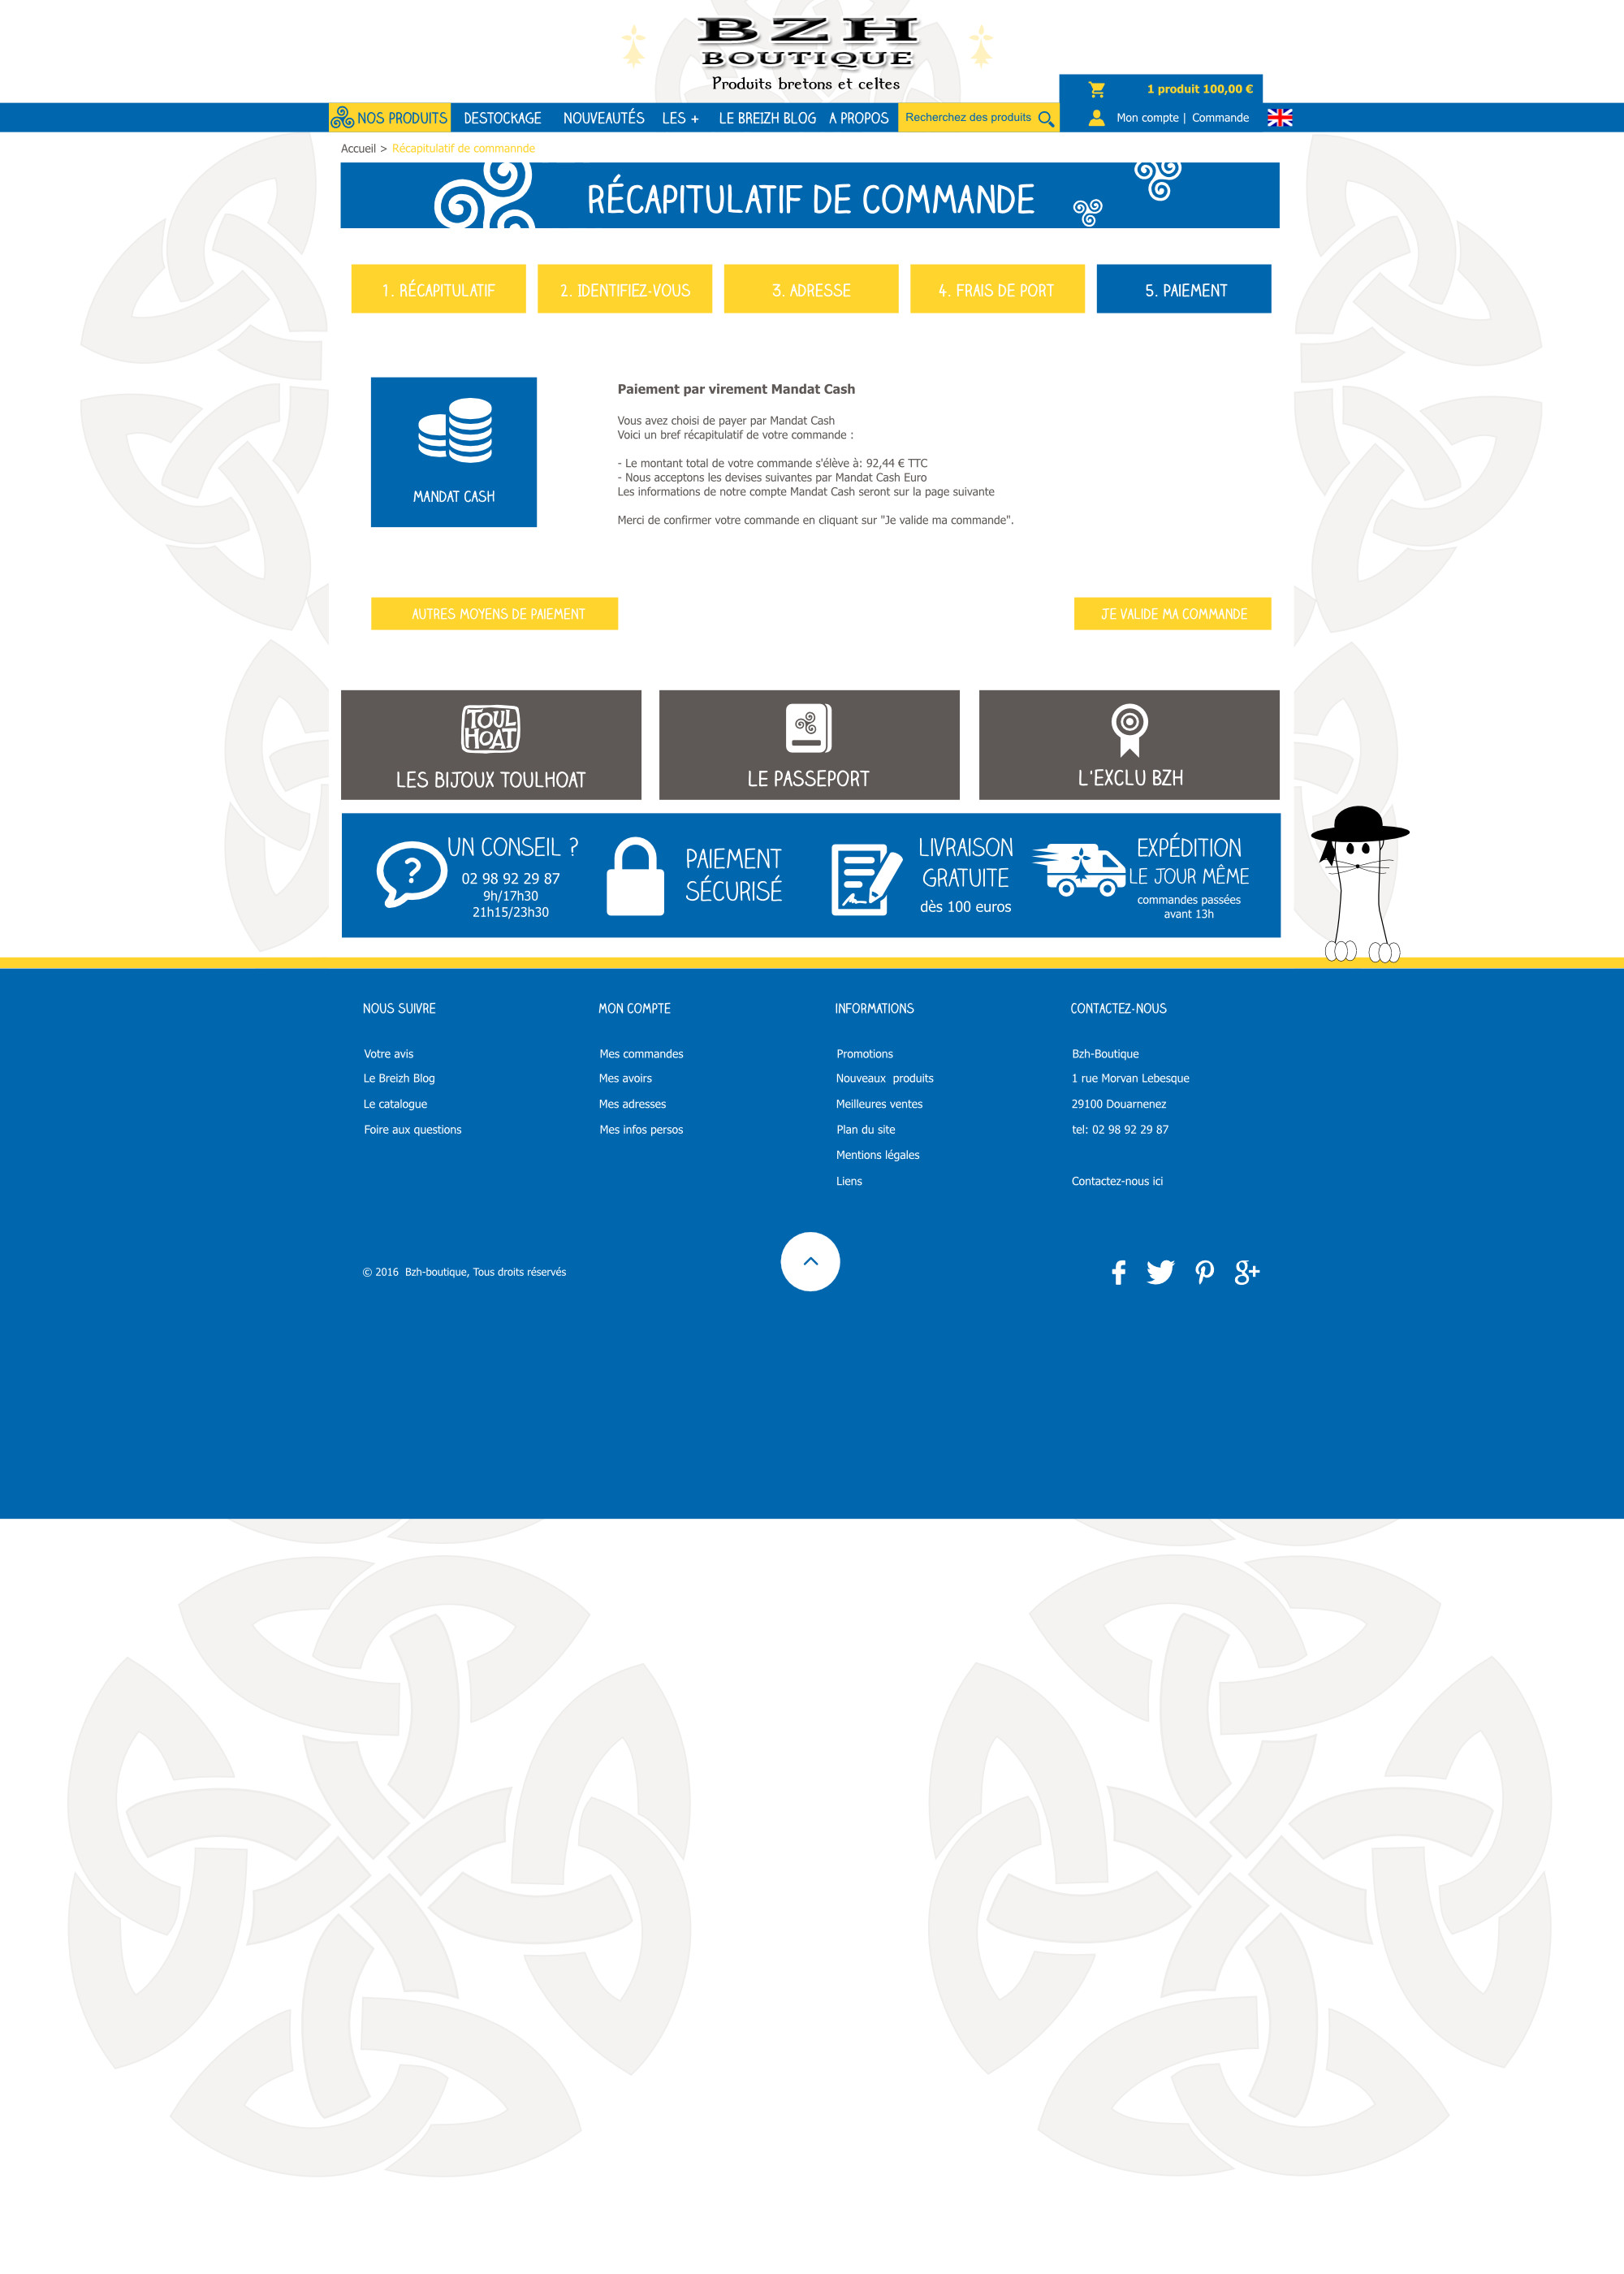 BZH
BOUTIQUE
Produits bretons et celtes
1 produit 100,00 €
NOS PRODUITS
DESTOCKAGE
NOUVEAUTÉS
LES +
LE BREIZH BLOG
A PROPOS
Recherchez des produits
Mon compte | Commande
Accueil > Récapitulatif de commannde
RÉCAPITULATIF DE COMMANDE
1. RÉCAPITULATIF
2. IDENTIFIEZ-VOUS
3. ADRESSE
4. FRAIS DE PORT
5. PAIEMENT
MANDAT CASH
Paiement par virement Mandat Cash
Vous avez choisi de payer par Mandat Cash
Voici un bref récapitulatif de votre commande :
- Le montant total de votre commande s'élève à: 92,44 € TTC
- Nous acceptons les devises suivantes par Mandat Cash Euro
Les informations de notre compte Mandat Cash seront sur la page suivante
Merci de confirmer votre commande en cliquant sur "Je valide ma commande".
AUTRES MOYENS DE PAIEMENT
JE VALIDE MA COMMANDE
TOUL
HOAT
LES BIJOUX TOULHOAT
LE PASSEPORT
L'EXCLU BZH
?
UN CONSEIL ?
02 98 92 29 87
9h/17h30
21h15/23h30
PAIEMENT
SÉCURISÉ
LIVRAISON
GRATUITE
dès 100 euros
EXPÉDITION
LE JOUR MÊME
commandes passées
avant 13h
NOUS SUIVRE
Votre avis
Le Breizh Blog
Le catalogue
Foire aux questions
MON COMPTE
Mes commandes
Mes avoirs
Mes adresses
Mes infos persos
INFORMATIONS
Promotions
Nouveaux  produits
Meilleures ventes
Plan du site
Mentions légales
Liens
CONTACTEZ-NOUS
Bzh-Boutique
1 rue Morvan Lebesque
29100 Douarnenez
tel: 02 98 92 29 87
Contactez-nous ici
© 2016  Bzh-boutique, Tous droits réservés